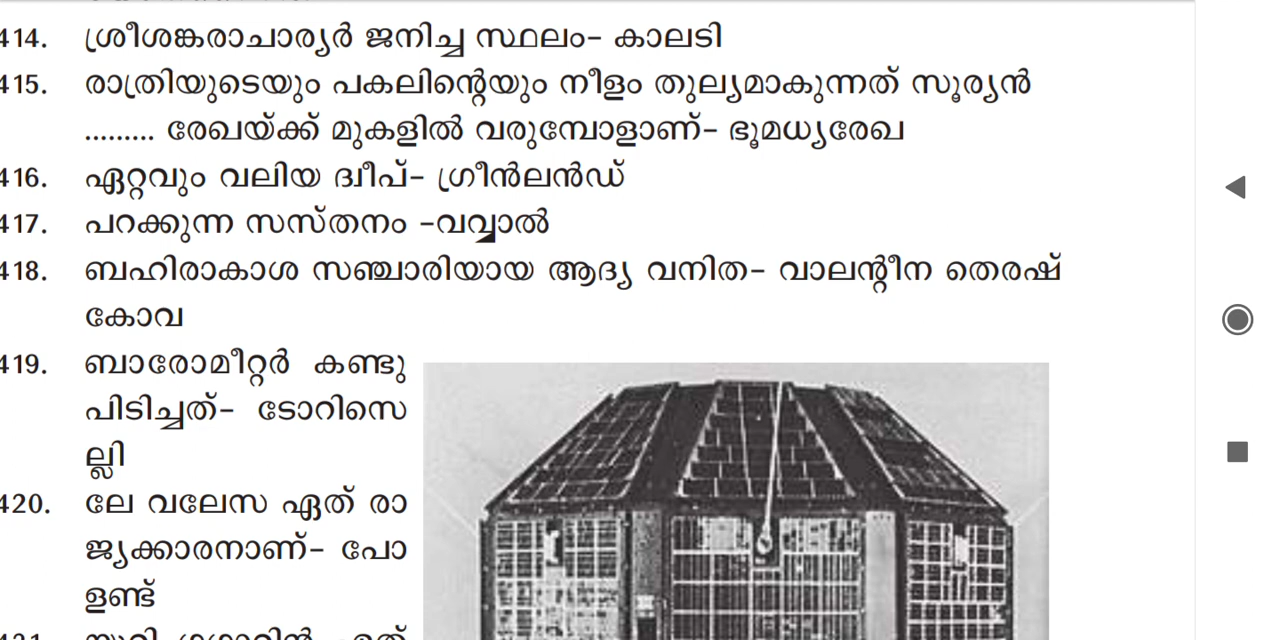 414. ശ്രീശങ്കരാചാര്യർ ജനിച്ച സ്ഥലം- കാലടി
415. രാത്രിയുടെയും പകലിന്റെയും നീളം തുല്യമാകുന്നത് സൂര്യൻ
......... രേഖയ്ക്ക് മുകളിൽ വരുമ്പോളാണ്- ഭൂമധ്യരേഖ
416. ഏറ്റവും വലിയ ദ്വീപ്- ഗ്രീൻലൻഡ്
417. പറക്കുന്ന സസ്തനം -വവ്വാൽ
418. ബഹിരാകാശ സഞ്ചാരിയായ ആദ്യ വനിത- വാലന്റീന തെരഷ്
കോവ
419. ബാരോമീറ്റർ കണ്ടു
പിടിച്ചത്- ടോറിസെ
ല്ലി
420. ലേ വലേസ ഏത് രാ
ജ്യക്കാരനാണ്- പോ
ളണ്ട്